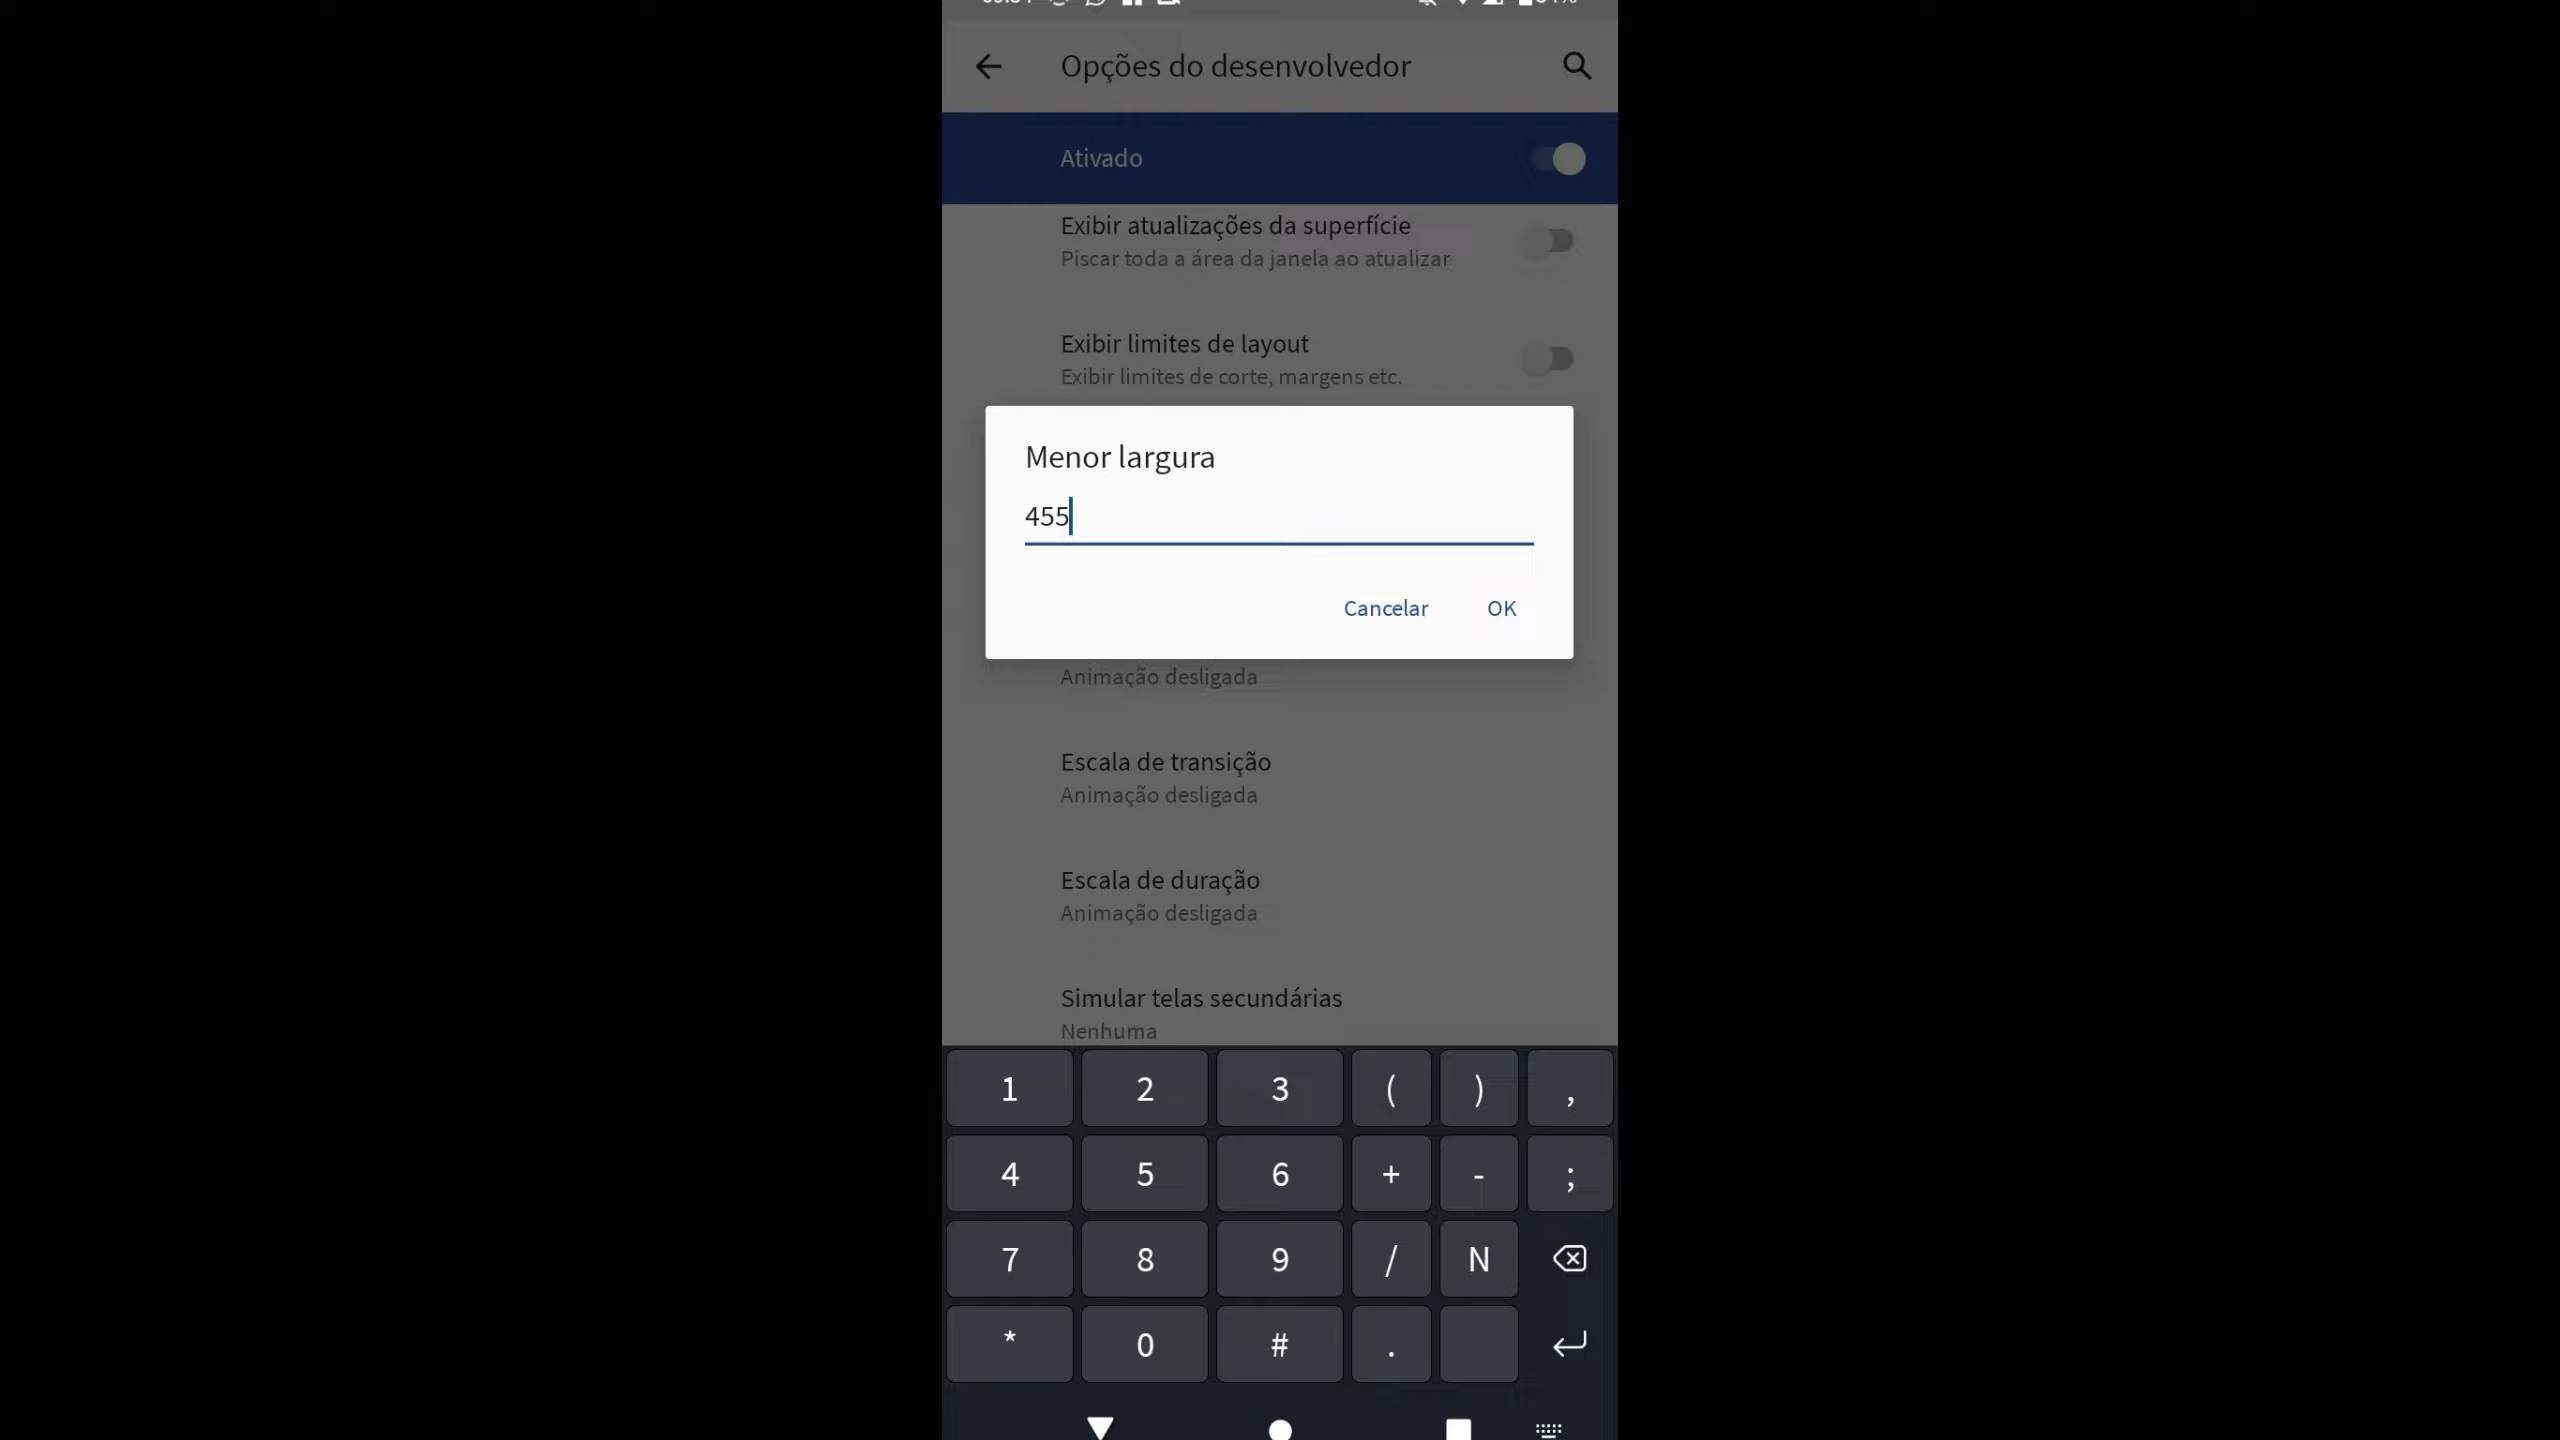 Opções do desenvolvedor
Ativado
Exibir atualizações da superfície
Piscar toda a área da janela ao atualizar
Exibir limites de layout
Exibir limites de corte, margens etc.
Menor largura
455
Cancelar OK
Animação desligada
Escala de transição
Animação desligada
Escala de duração
Animação desligada
Simular telas secundárias
Nenhuma
1 2 3 ( ) ,
4 5 6 + - ;
7 8 9 / N
* 0 # .